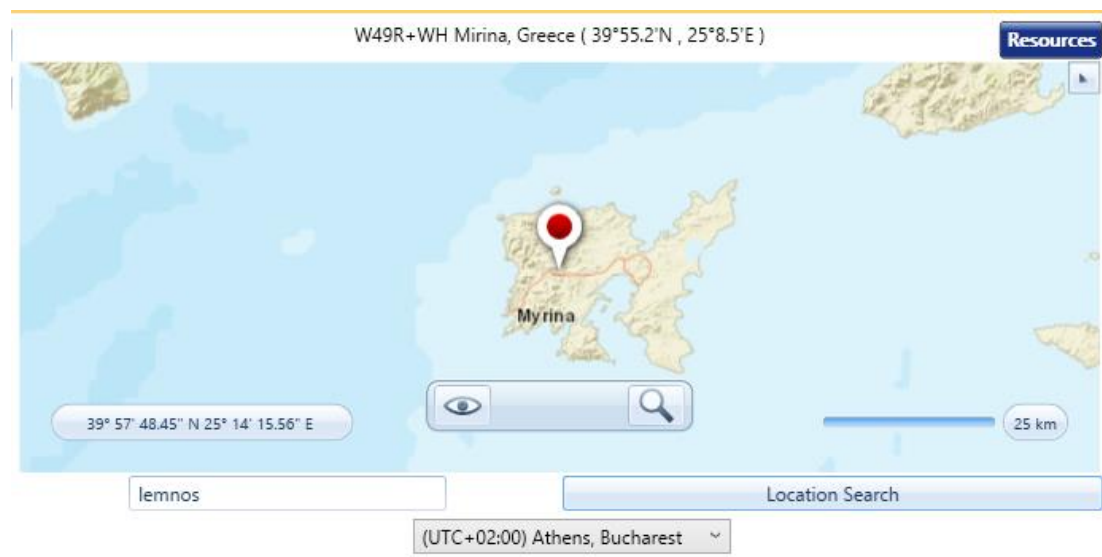 W49R+WH Mirina, Greece ( 39°55.2'N , 25°8.5'E )
Resources
Myrina
39° 57' 48.45" N 25° 14' 15.56" E
25 km
lemnos
Location Search
(UTC+02:00) Athens, Bucharest